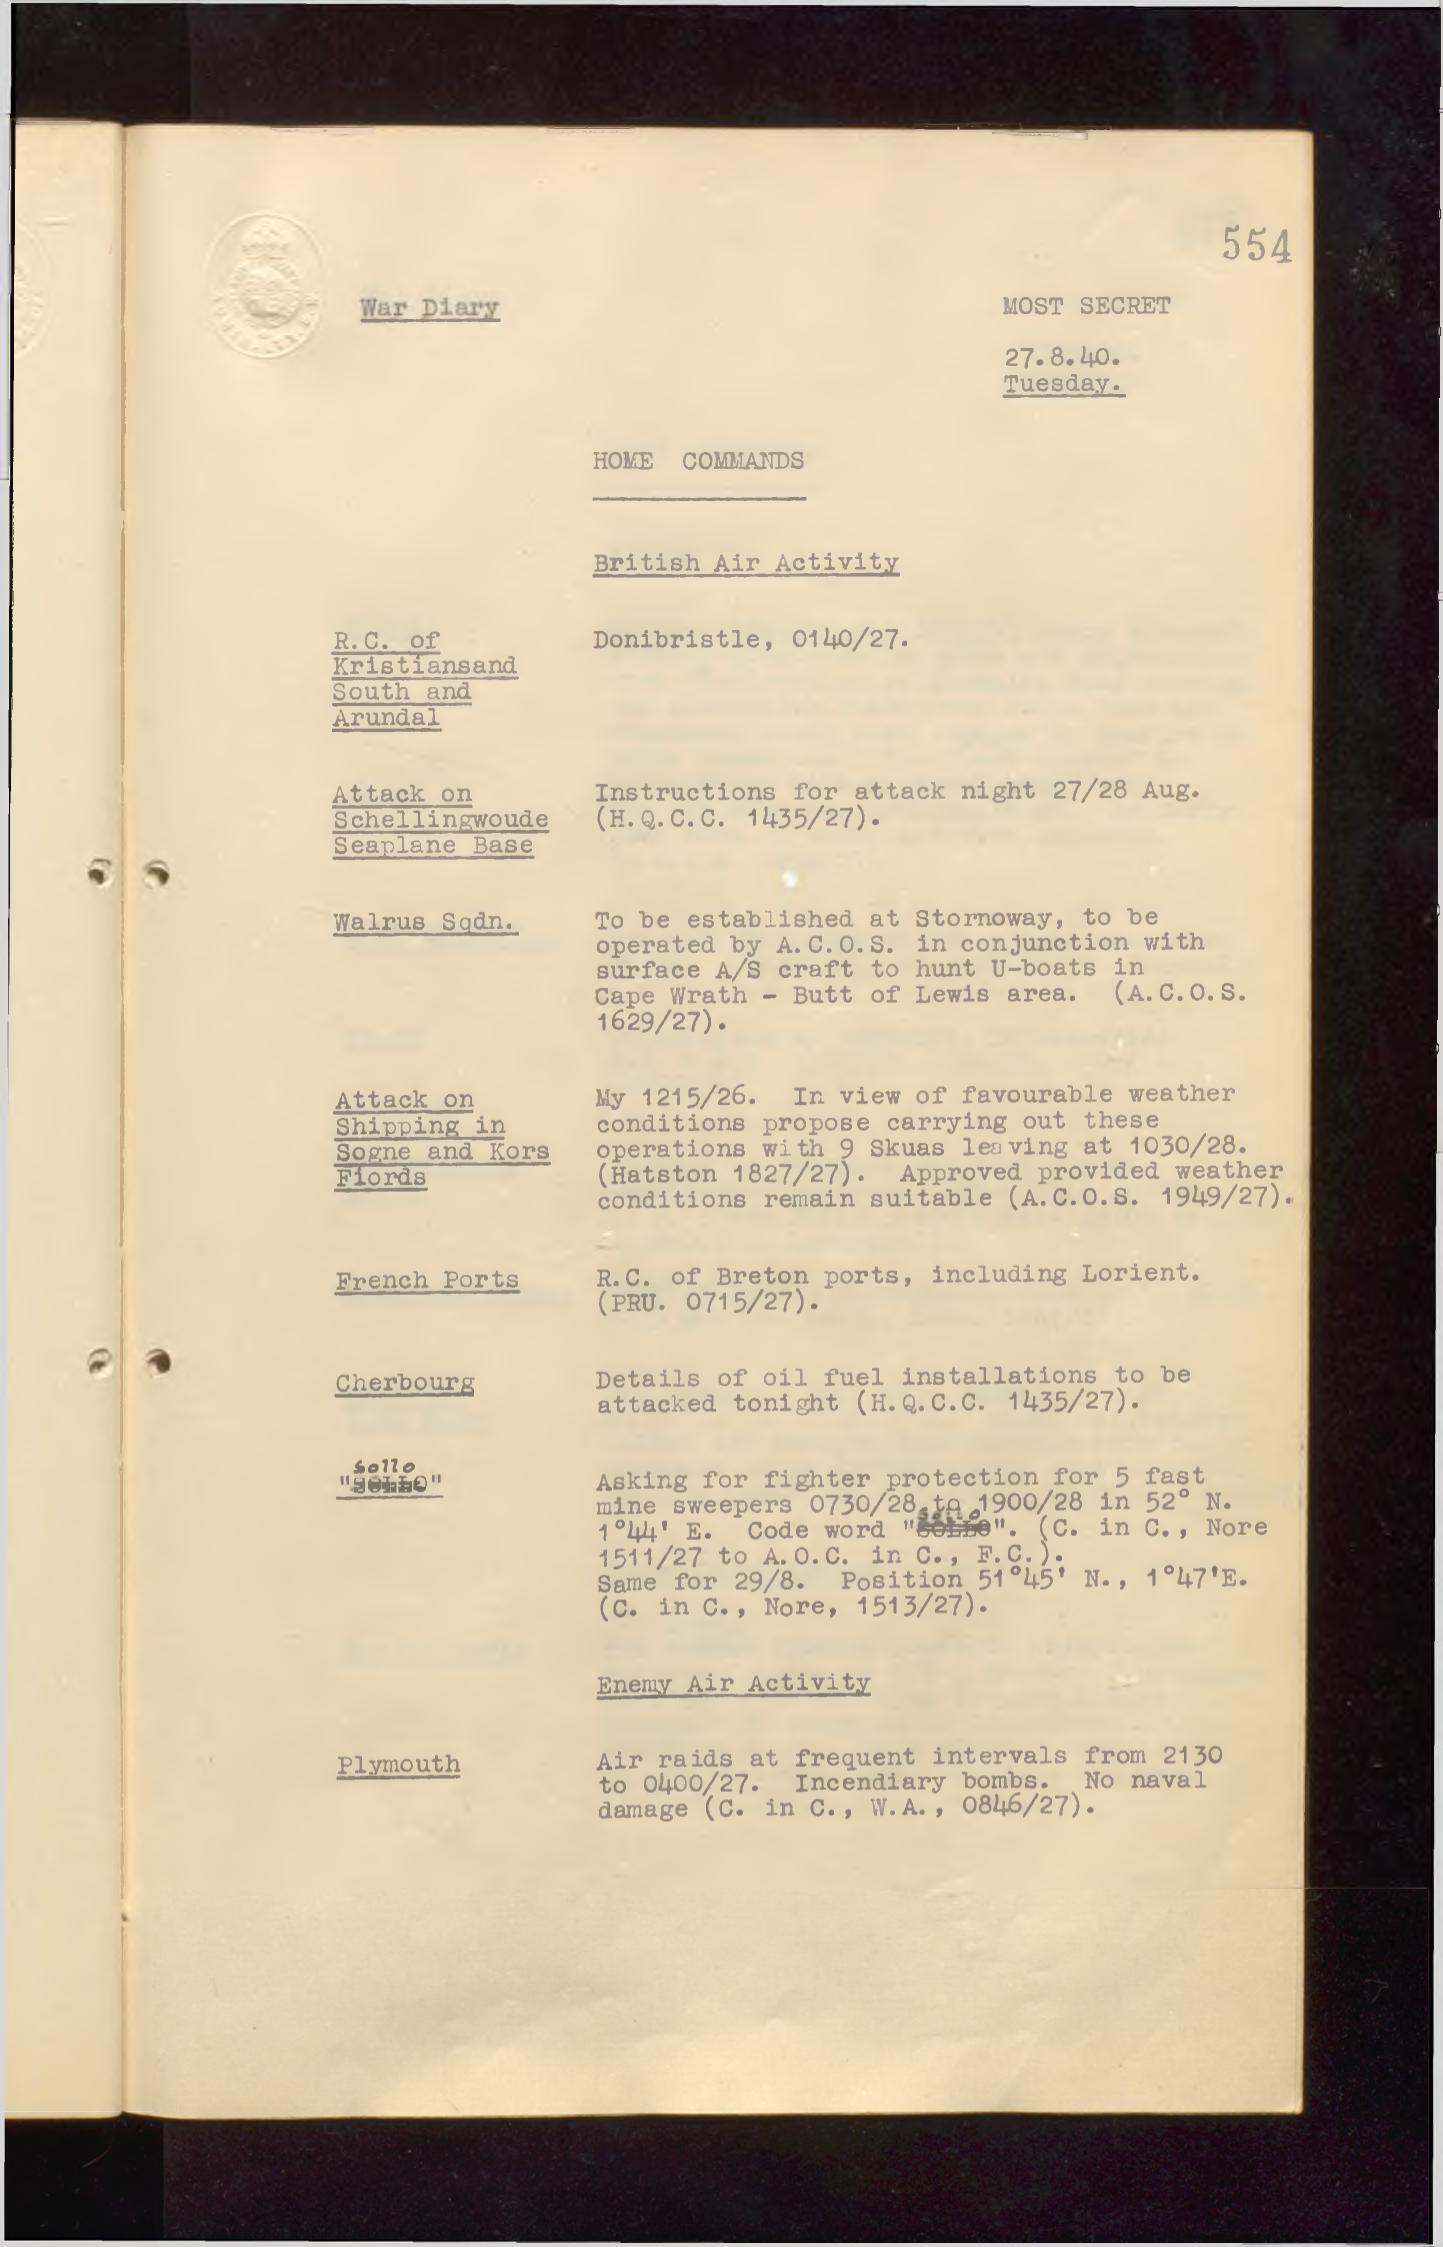 554
War Diary
MOST SECRET
27.8.40.
Tuesday.
HOME COMMANDS
British Air Activity
R.C. of
Kristiansand
South and
Arundal
Donibristle, 0140/27.
Attack on
Schellingwoude
Seaplane Base
Instructions for attack night 27/28 Aug.
(H.Q.C.C. 1435/27).
Walrus Sqdn.
To be established at Stornoway, to be
operated by A.C.O.S. in conjunction with
surface A/S craft to hunt U-boats in
Cape Wrath - Butt of Lewis area. (A.C.O.S.
1629/27).
Attack on
Shipping in
Sogne and Kors
Fiords
My 1215/26. In view of favourable weather
conditions propose carrying out these
operations with 9 Skuas leaving at 1030/28.
(Hatston 1827/27). Approved provided weather
conditions remain suitable (A.C.O.S. 1949/27).
French Ports
R.C. of Breton ports, including Lorient.
(PRU. 0715/27).
Cherbourg
Details of oil fuel installations to be
attacked tonight (H.Q.C.C. 1435/27).
"Sollo"
Asking for fighter protection for 5 fast
mine sweepers 0730/28 to 1900/28 in 52° N.
1°44' E. Code word "Sollo". (C. in C., Nore
1511/27 to A.O.C. in C., F.C.).
Same for 29/8. Position 51°45' N., 1°47'E.
(C. in C., Nore, 1513/27).
Enemy Air Activity
Plymouth
Air raids at frequent intervals from 2130
to 0400/27. Incendiary bombs. No naval
damage (C. in C., W.A., 0846/27).